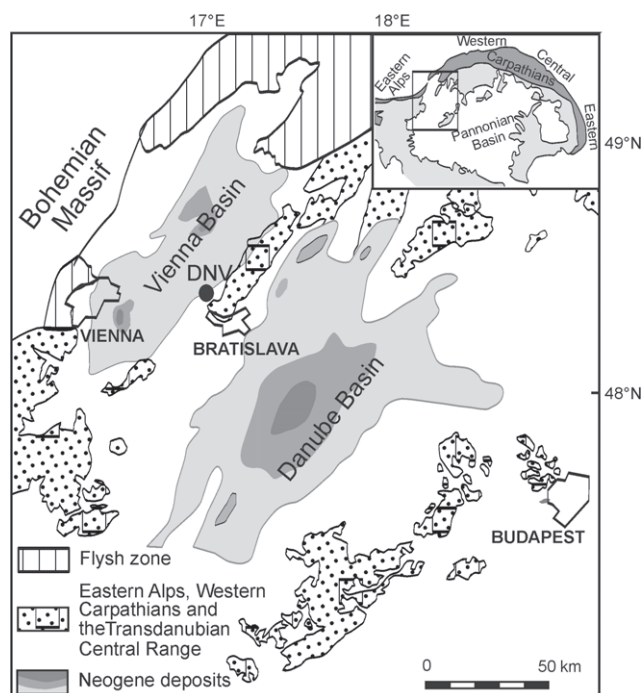 17°E
18°E
Western
Central
Carpathians
Eastern
Alps
Eastern
Pannonian
Basin
49°N
Bohemian
Massif
Vienna Basin
DNV
VIENNA
BRATISLAVA
48°N
Danube Basin
BUDAPEST
Flysh zone
Eastern Alps, Western
Carpathians and
theTransdanubian
Central Range
Neogene deposits
0 50 km